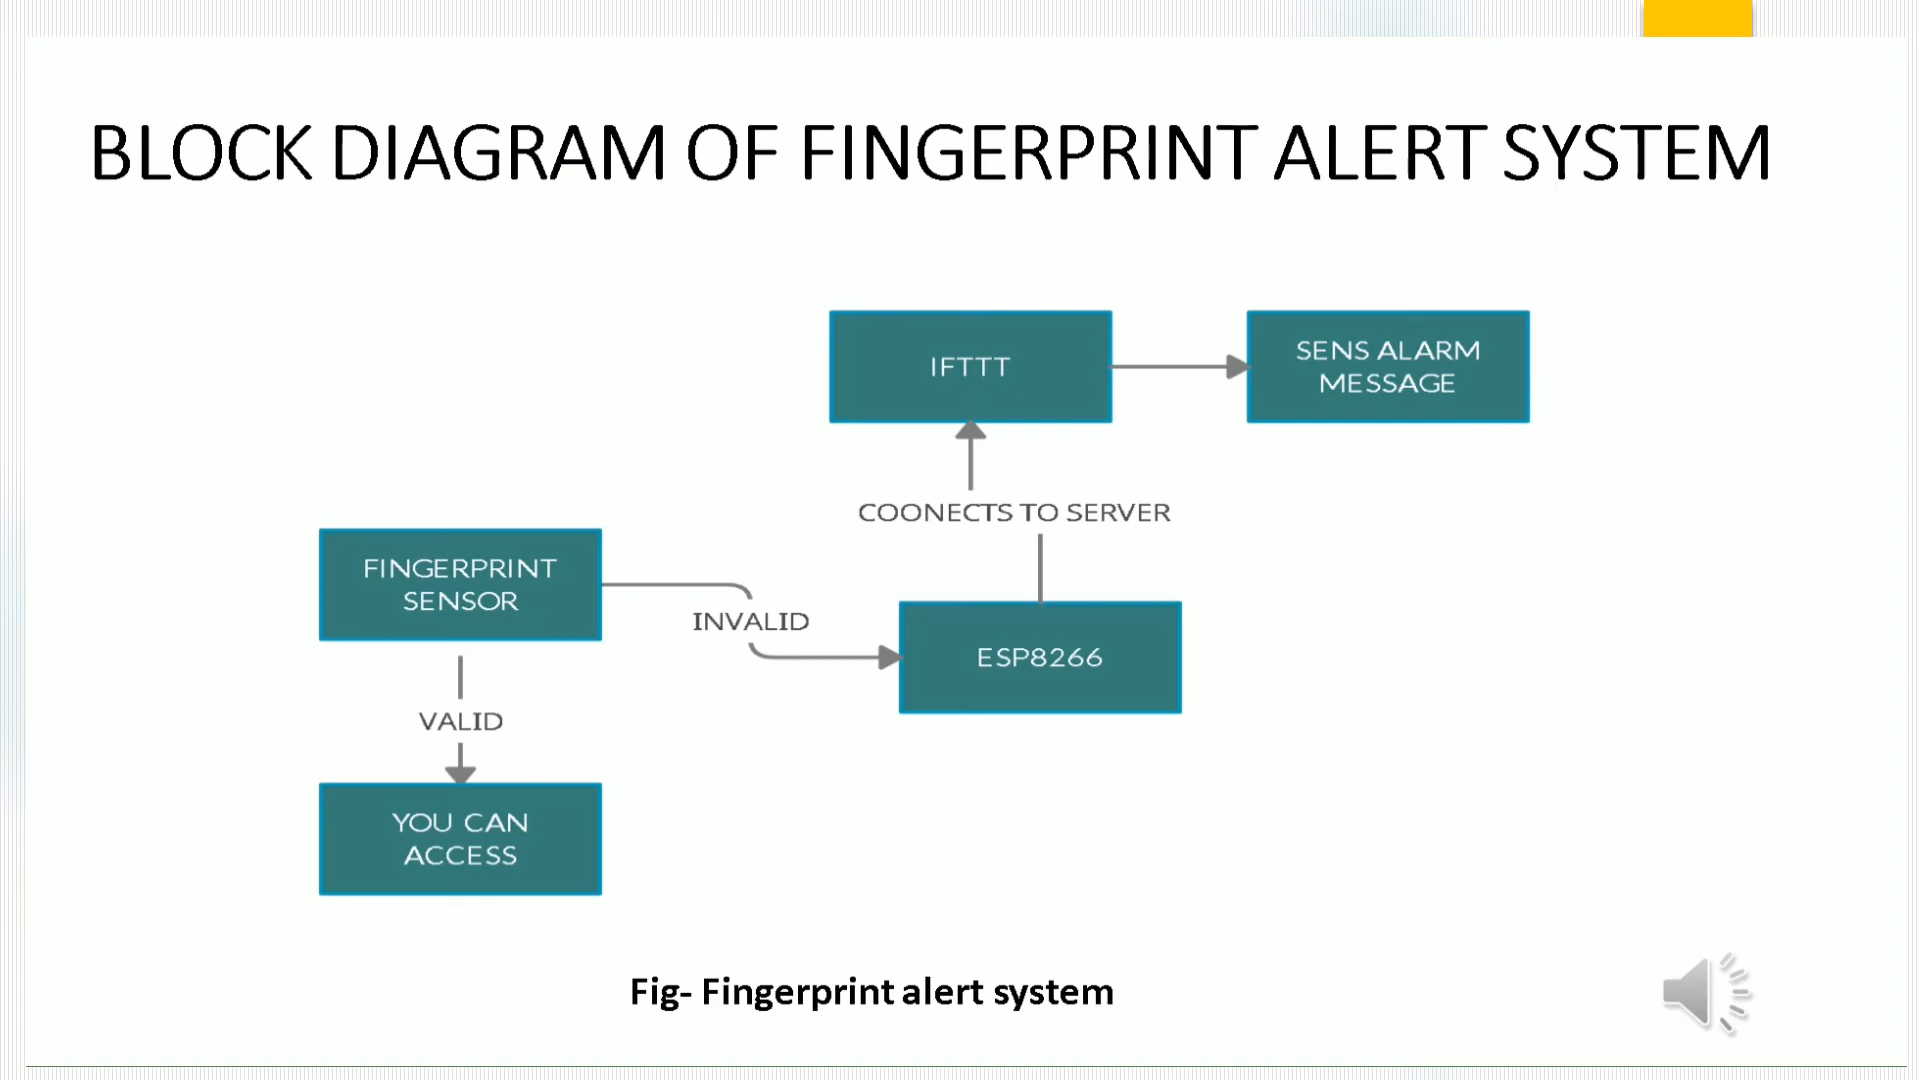 BLOCK DIAGRAM OF FINGERPRINT ALERT SYSTEM
IFTTT
SENS ALARM
MESSAGE
COONECTS TO SERVER
FINGERPRINT
SENSOR
INVALID
ESP8266
VALID
YOU CAN
ACCESS
Fig- Fingerprint alert system